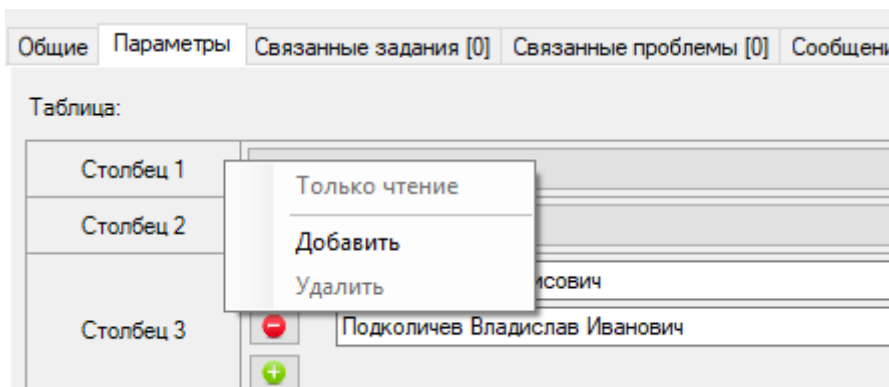 Общие Параметры Связанные задания [0] Связанные проблемы [0]
Таблица:
Столбец 1
Только чтение
Столбец 2
Добавить
Удалить
Столбец 3
Подколичев Владислав Иванович